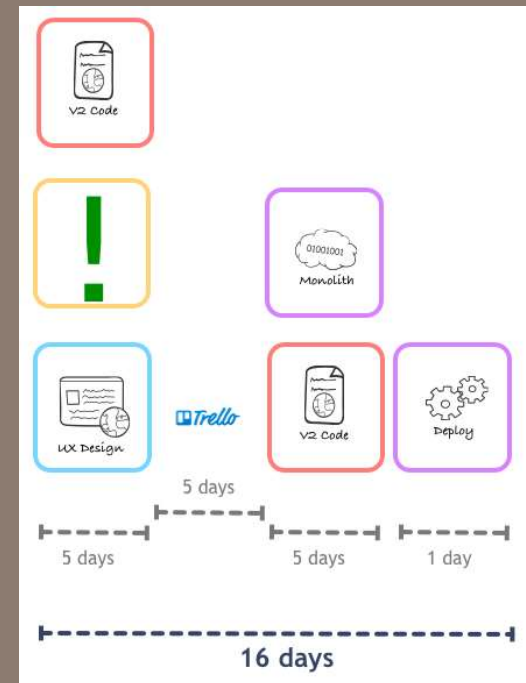 V2 Code
!
01001001
Monolith
UX Design
Trello
V2 Code
Deploy
5 days
5 days
5 days
1 day
16 days